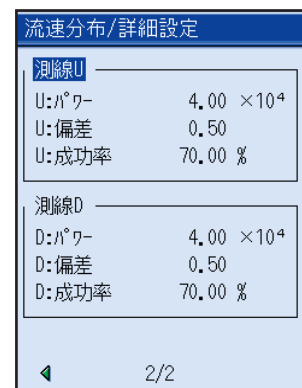 流速分布/詳細設定
測線U
U:ﾊﾟﾜｰ 4.00 ×10⁴
U:偏差 0.50
U:成功率 70.00 %
測線D
D:ﾊﾟﾜｰ 4.00 ×10⁴
D:偏差 0.50
D:成功率 70.00 %
2/2